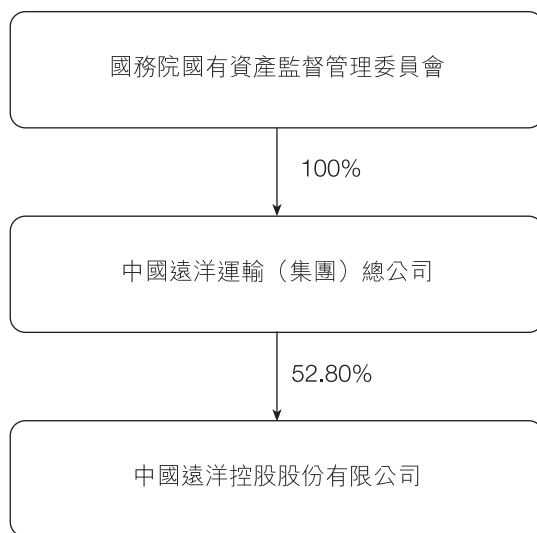 國務院國有資產監督管理委員會
100%
中國遠洋運輸（集團）總公司
52.80%
中國遠洋控股股份有限公司